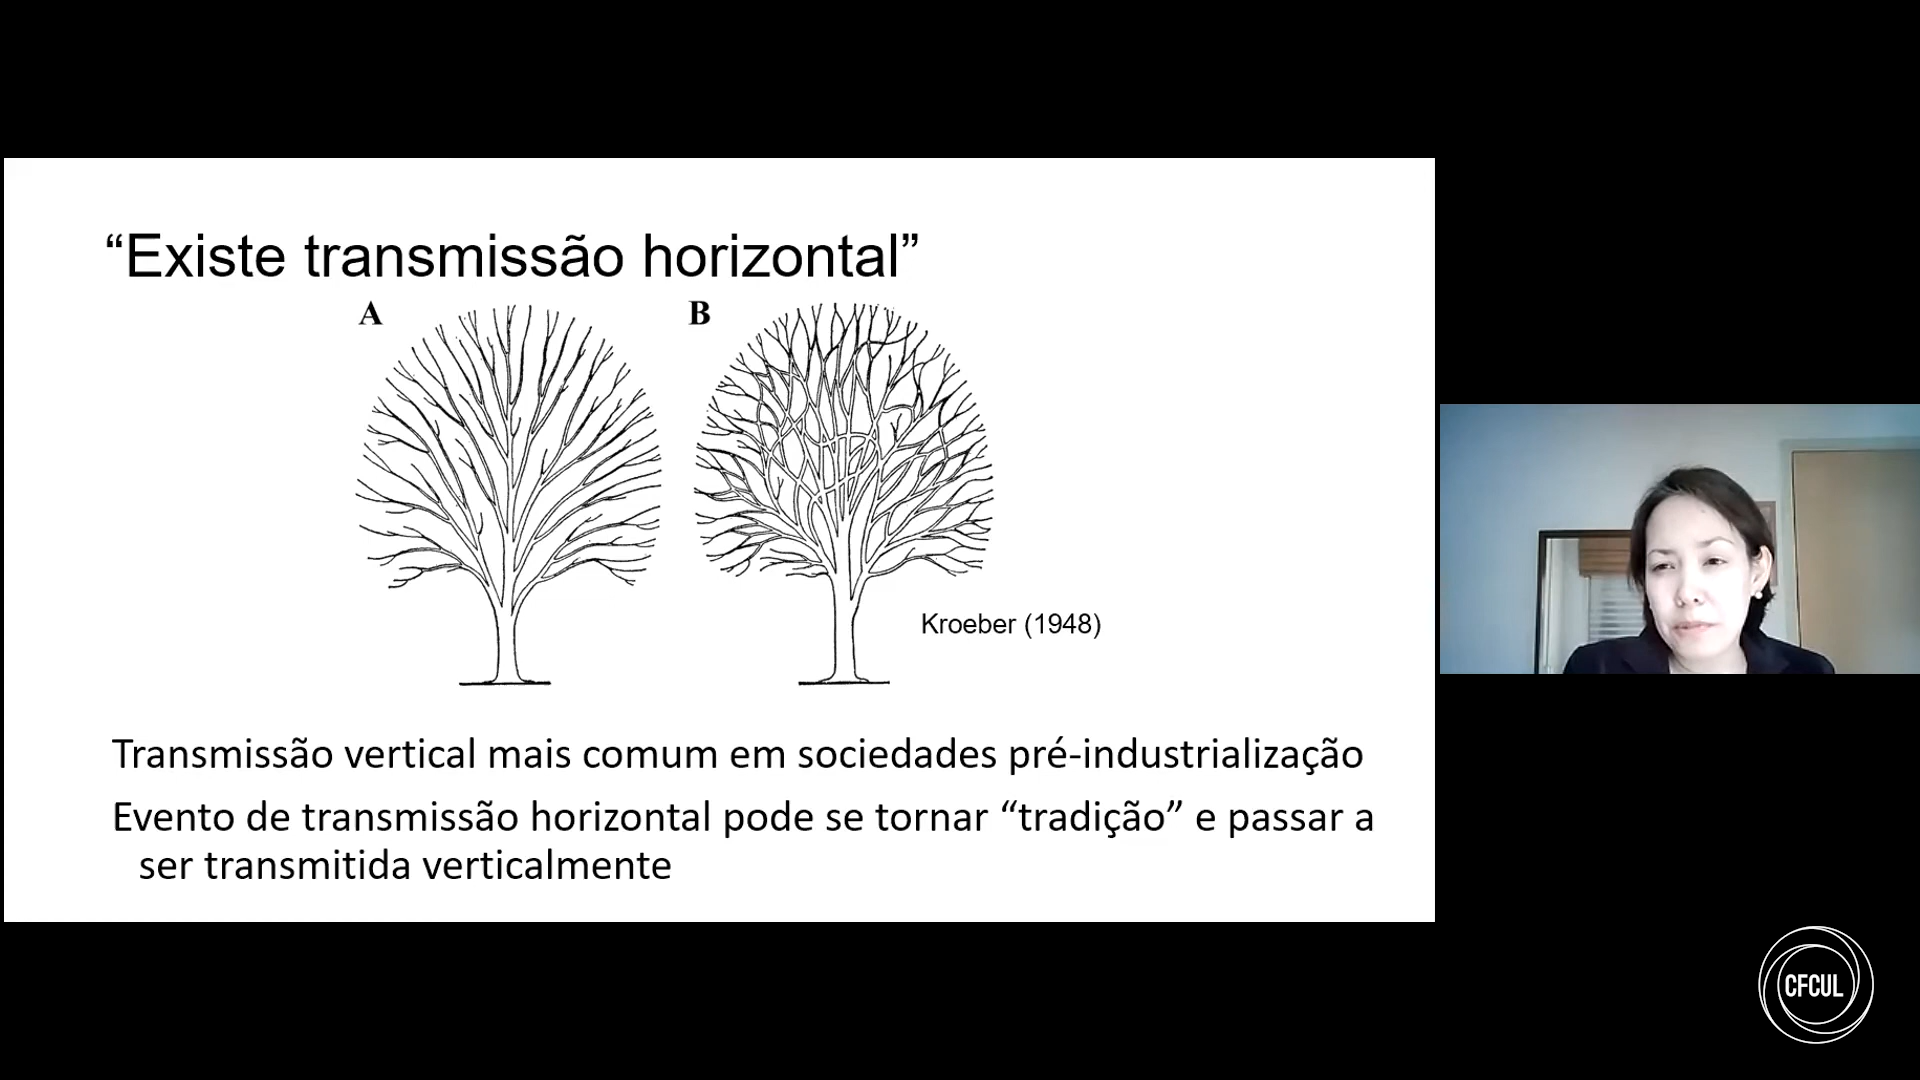 “Existe transmissão horizontal”
A
B
Kroeber (1948)
Transmissão vertical mais comum em sociedades pré-industrialização
Evento de transmissão horizontal pode se tornar “tradição” e passar a
ser transmitida verticalmente
CFCUL